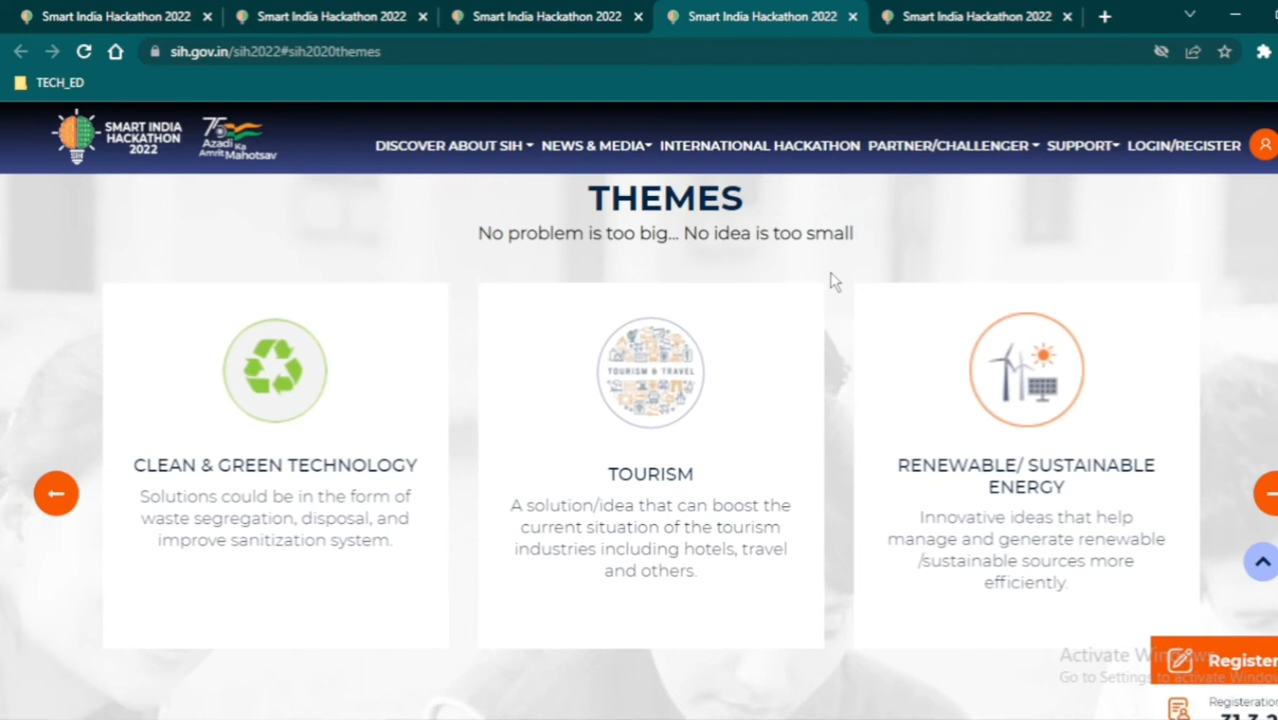 Smart India Hackathon 2022
Smart India Hackathon 2022
Smart India Hackathon 2022
Smart India Hackathon 2022
Smart India Hackathon 2022
sih.gov.in/sih2022#sih2020themes
TECH_ED
SMART INDIA
HACKATHON
2022
75
Azadi Ka
Amrit Mahotsav
DISCOVER ABOUT SIH
NEWS & MEDIA
INTERNATIONAL HACKATHON
PARTNER/CHALLENGER
SUPPORT
LOGIN/REGISTER
THEMES
No problem is too big... No idea is too small
TOURISM & TRAVEL
CLEAN & GREEN TECHNOLOGY
Solutions could be in the form of
waste segregation, disposal, and
improve sanitization system.
TOURISM
A solution/idea that can boost the
current situation of the tourism
industries including hotels, travel
and others.
RENEWABLE/ SUSTAINABLE
ENERGY
Innovative ideas that help
manage and generate renewable
/sustainable sources more
efficiently.
Activate Windows
Go to Settings to activate Windo
Register
Registeratio